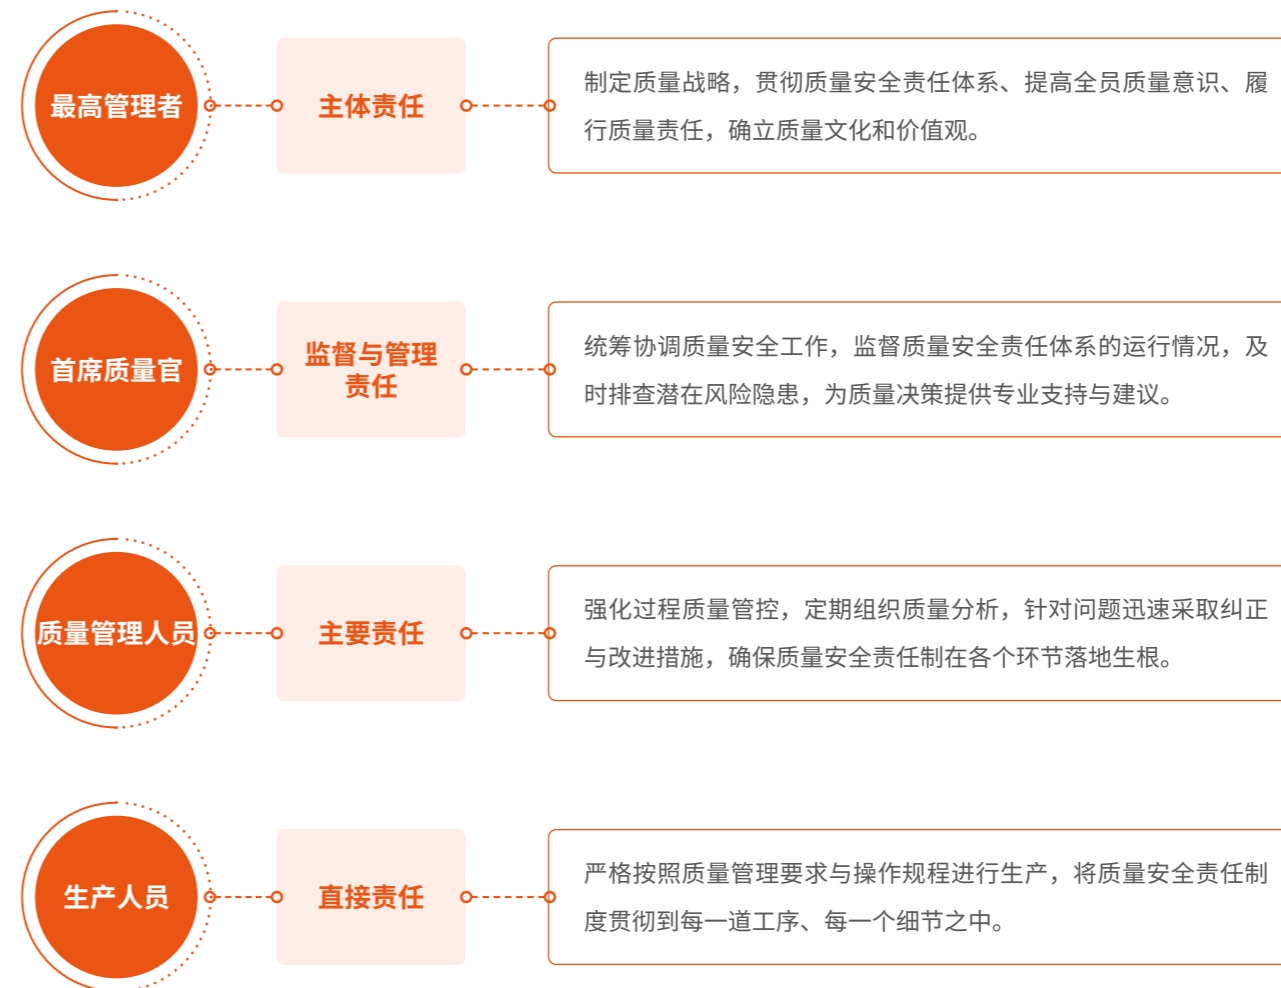 最高管理者
主体责任
制定质量战略，贯彻质量安全责任体系、提高全员质量意识、履
行质量责任，确立质量文化和价值观。
首席质量官
监督与管理
责任
统筹协调质量安全工作，监督质量安全责任体系的运行情况，及
时排查潜在风险隐患，为质量决策提供专业支持与建议。
质量管理人员
主要责任
强化过程质量管控，定期组织质量分析，针对问题迅速采取纠正
与改进措施，确保质量安全责任制在各个环节落地生根。
生产人员
直接责任
严格按照质量管理要求与操作规程进行生产，将质量安全责任制
度贯彻到每一道工序、每一个细节之中。